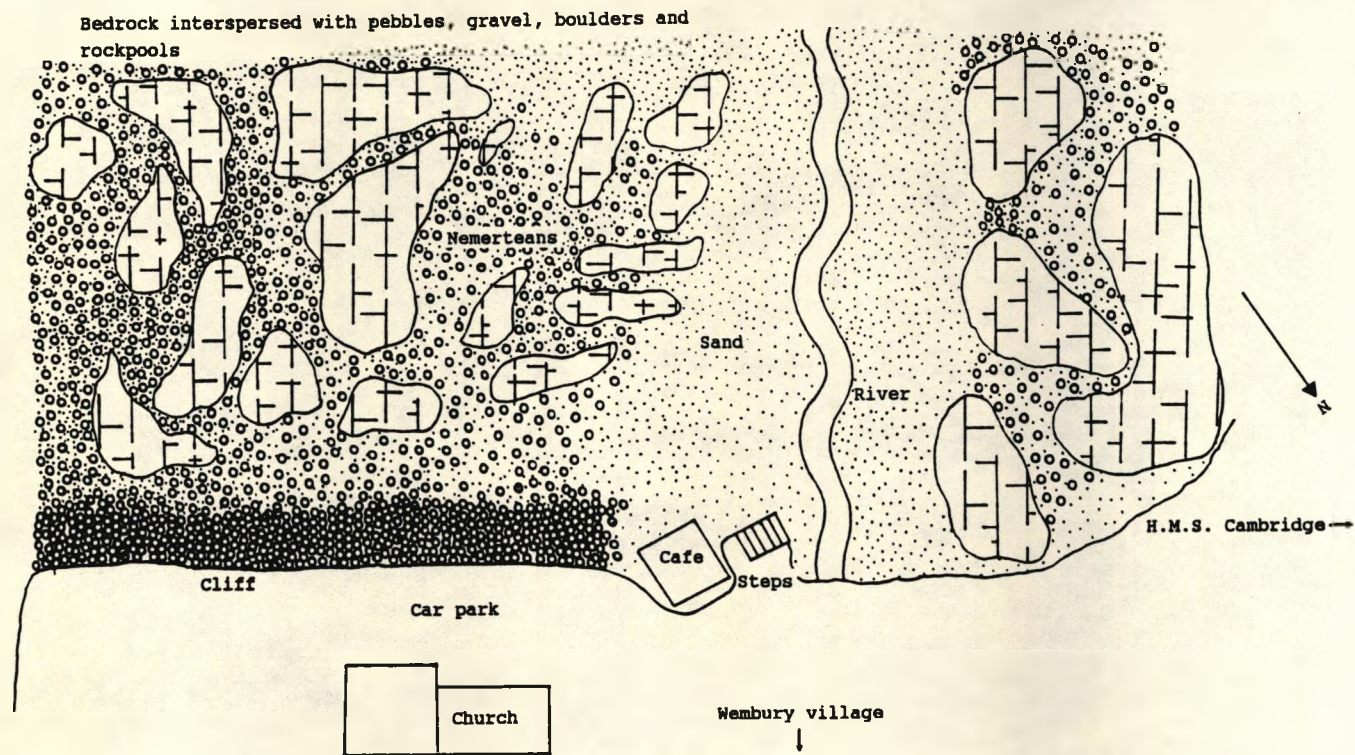 Bedrock interspersed with pebbles, gravel, boulders and
rockpools
Nemerteans
Sand
River
N
H.M.S. Cambridge
Cafe
Steps
Cliff
Car park
Church
Wembury village